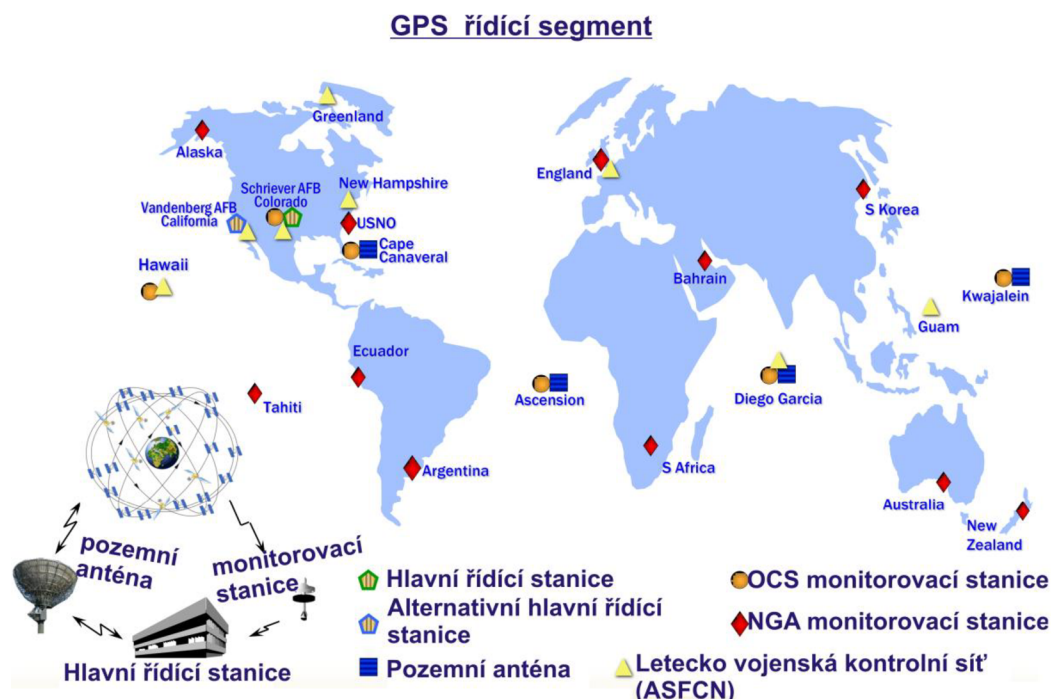 GPS řídící segment
Greenland
Alaska
England
New Hampshire
Schriever AFB
Colorado
Vandenberg AFB
California
USNO
S Korea
Cape
Canaveral
Hawaii
Bahrain
Kwajalein
Guam
Ecuador
Ascension
Diego Garcia
Tahiti
Argentina
S Africa
Australia
New
Zealand
pozemní
anténa
monitorovací
stanice
Hlavní řídící stanice
Hlavní řídící stanice
Alternativní hlavní řídící
stanice
Pozemní anténa
OCS monitorovací stanice
NGA monitorovací stanice
Letecko vojenská kontrolní síť
(ASFCN)